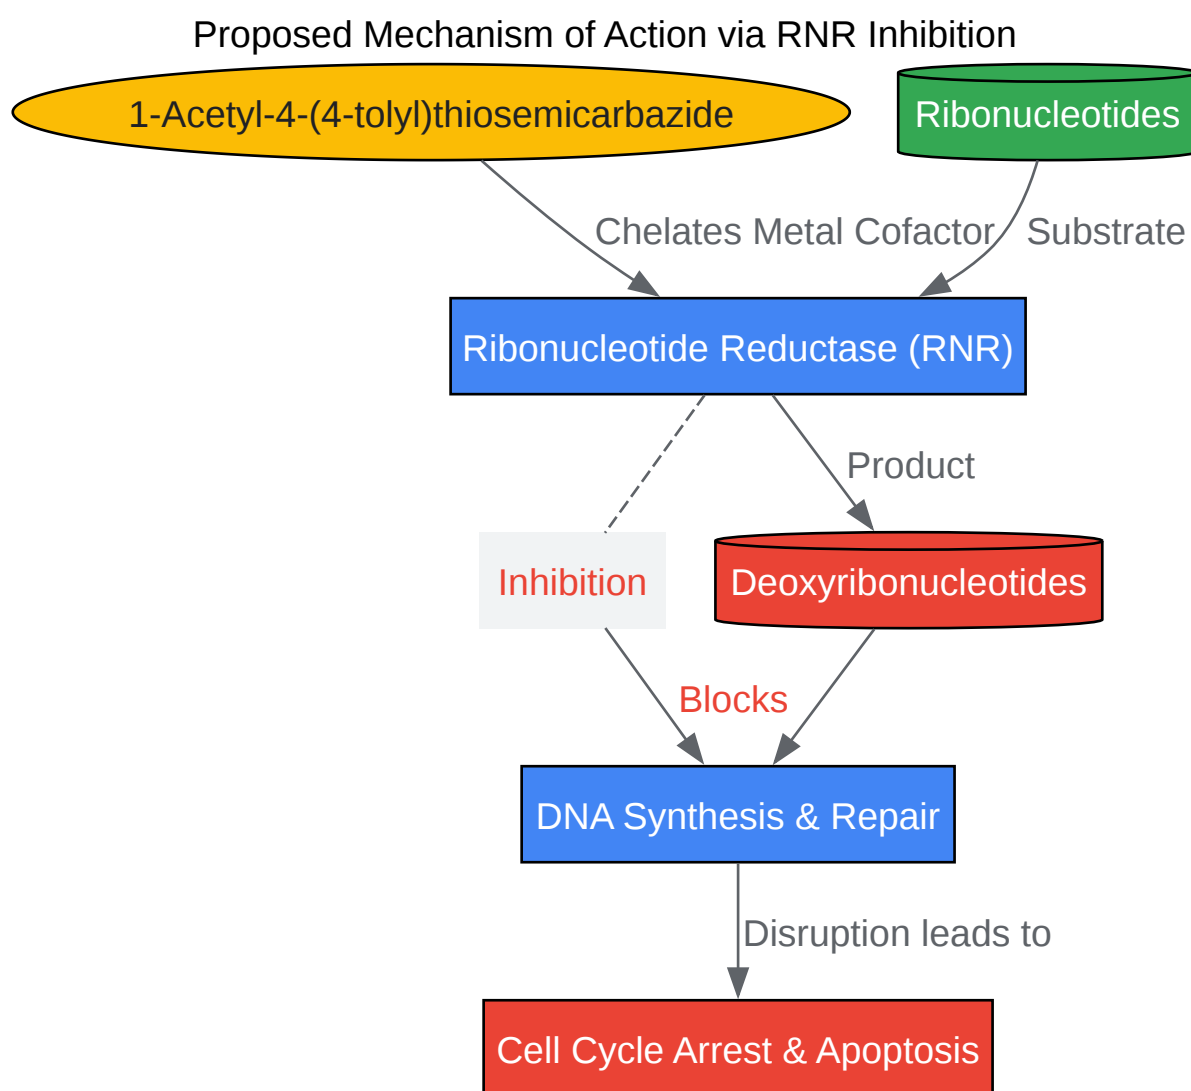 Proposed Mechanism of Action via RNR Inhibition
1-Acetyl-4-(4-tolyl)thiosemicarbazide
Ribonucleotides
Chelates Metal Cofactor
Substrate
Ribonucleotide Reductase (RNR)
Product
Inhibition
Deoxyribonucleotides
Blocks
DNA Synthesis & Repair
Disruption leads to
Cell Cycle Arrest & Apoptosis